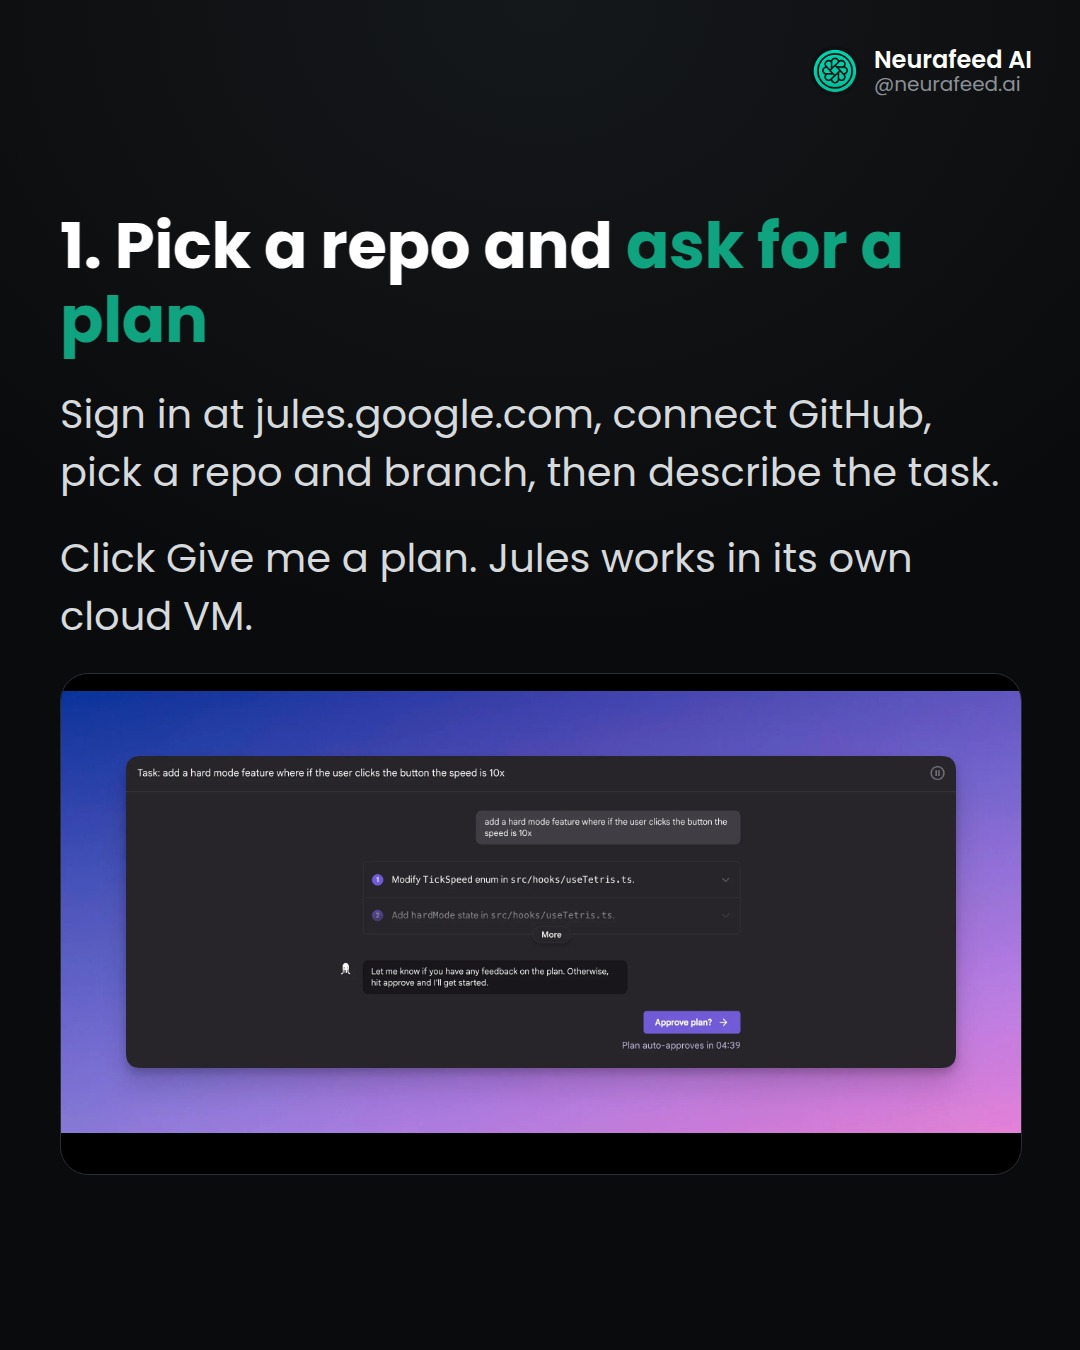 Neurafeed AI
@neurafeed.ai
1. Pick a repo and ask for a
plan
Sign in at jules.google.com, connect GitHub,
pick a repo and branch, then describe the task.
Click Give me a plan. Jules works in its own
cloud VM.
Task: add a hard mode feature where if the user clicks the button the speed is 10x
add a hard mode feature where if the user clicks the button the
speed is 10x
1 Modify TickSpeed enum in src/hooks/useTetris.ts.
2 Add hardMode state in src/hooks/useTetris.ts.
More
Let me know if you have any feedback on the plan. Otherwise,
hit approve and I'll get started.
Approve plan? →
Plan auto-approves in 04:39